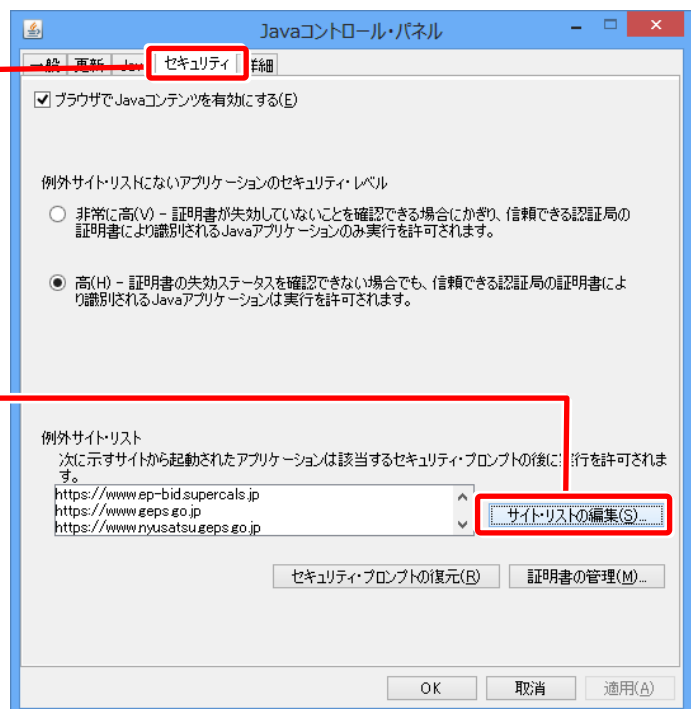 Javaコントロール・パネル
一般 更新 Java セキュリティ 詳細
ブラウザでJavaコンテンツを有効にする(E)
例外サイト・リストにないアプリケーションのセキュリティ・レベル
非常に高(V) - 証明書が失効していないことを確認できる場合にかぎり、信頼できる認証局の
証明書により識別されるJavaアプリケーションのみ実行を許可されます。
高(H) - 証明書の失効ステータスを確認できない場合でも、信頼できる認証局の証明書によ
り識別されるJavaアプリケーションは実行を許可されます。
例外サイト・リスト
次に示すサイトから起動されたアプリケーションは該当するセキュリティ・プロンプトの後に実行を許可されま
す。
https://www.ep-bid.supercals.jp
https://www.geps.go.jp
https://www.nyusatsu.geps.go.jp
サイト・リストの編集(S)...
セキュリティ・プロンプトの復元(R) 証明書の管理(M)...
OK 取消 適用(A)